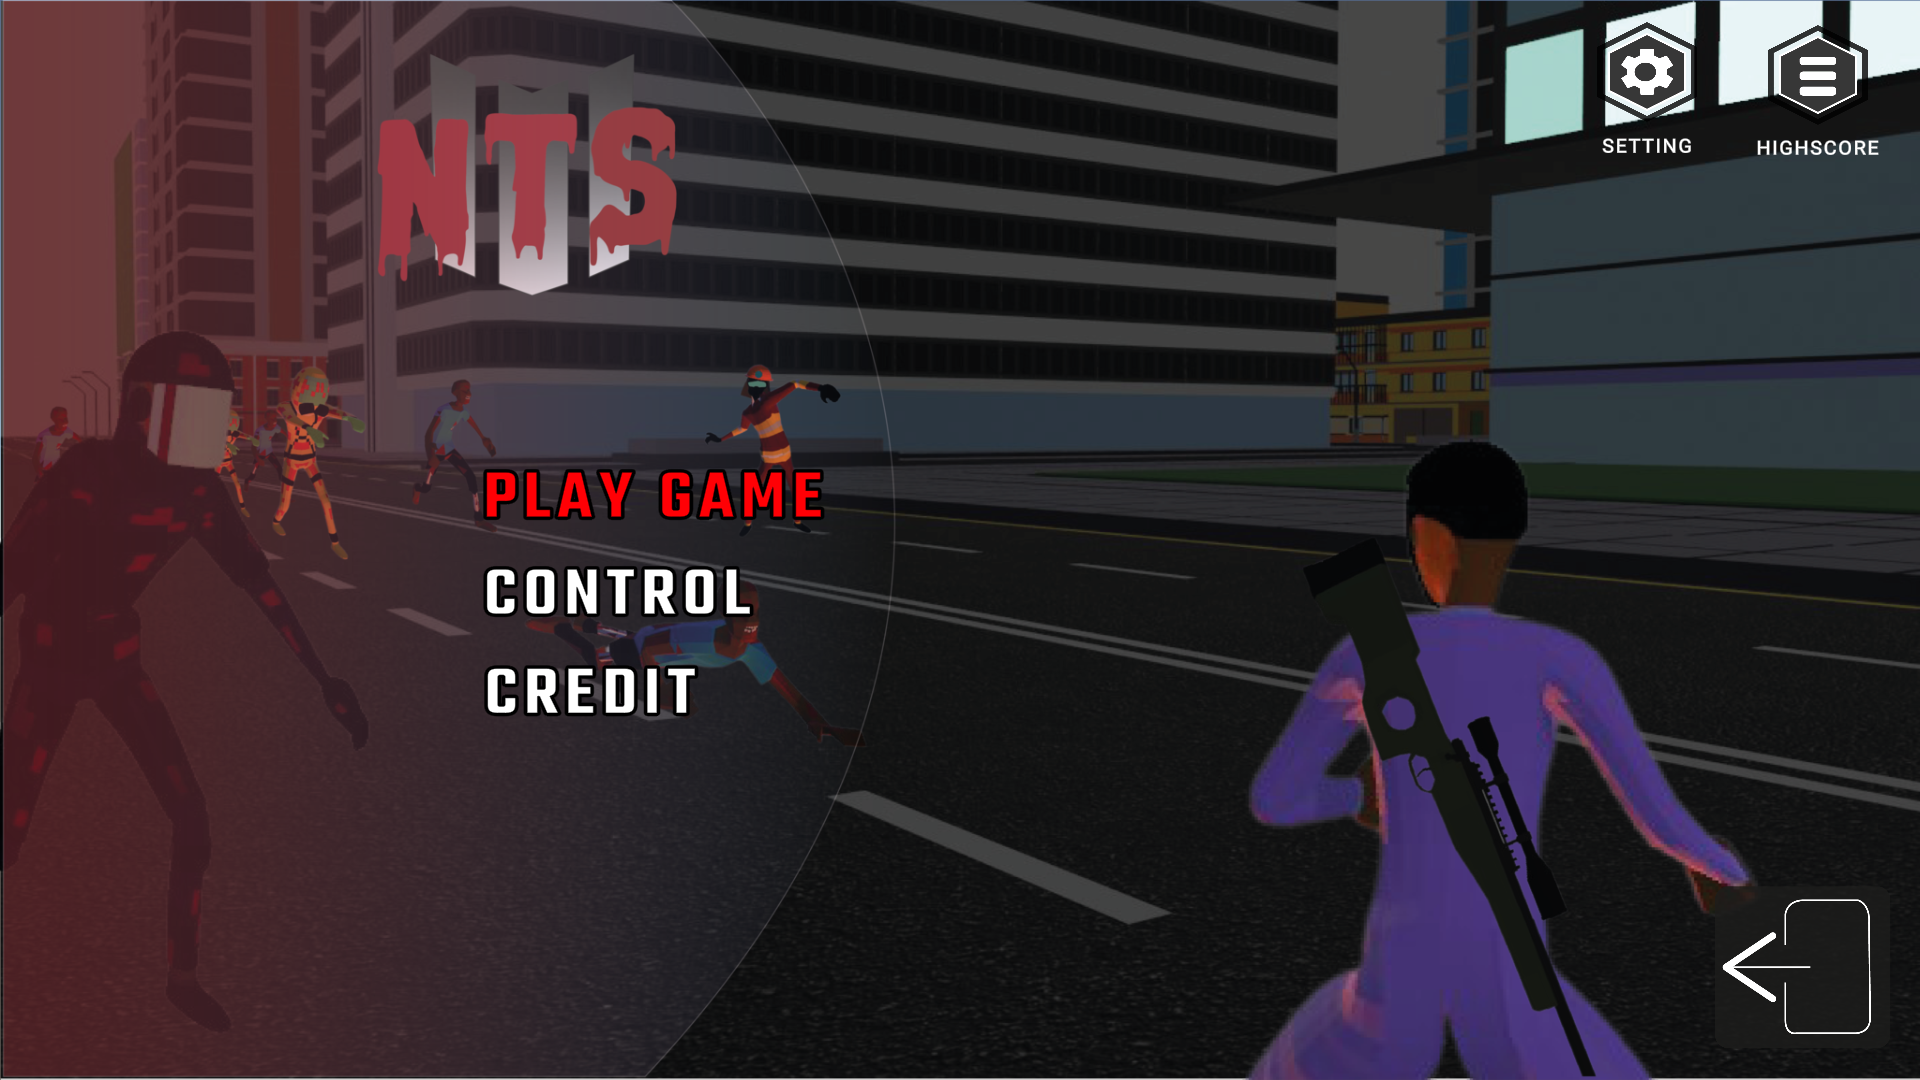 NTS
SETTING
HIGHSCORE
PLAY GAME
CONTROL
CREDIT